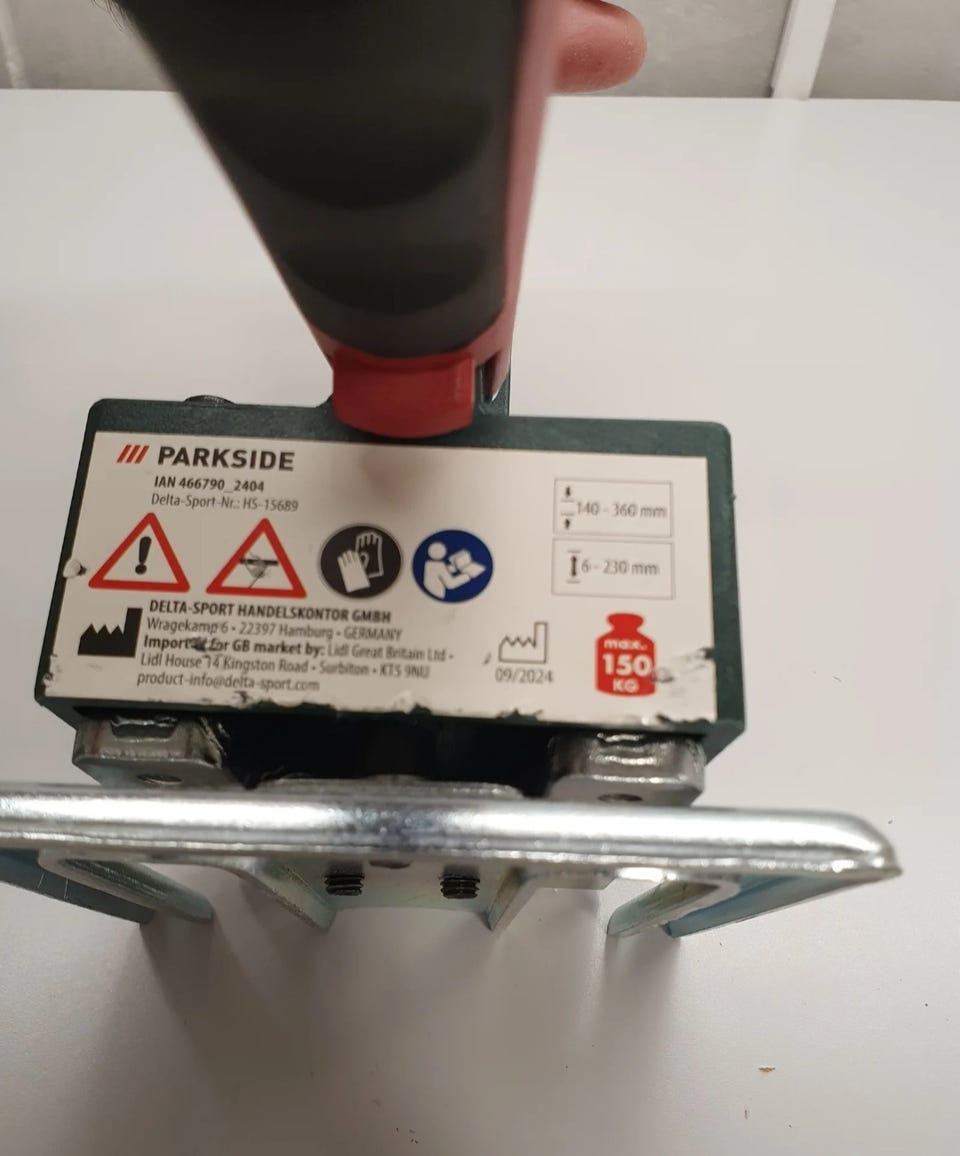 PARKSIDE
IAN 466790_2404
Delta-Sport-Nr.: HS-15689
DELTA-SPORT HANDELSKONTOR GMBH
Wragekamp 6 • 22397 Hamburg • GERMANY
Importer for GB market by: Lidl Great Britain Ltd •
Lidl House 14 Kingston Road • Surbiton • KT5 9NU
product-info@delta-sport.com
140 - 360 mm
6 - 230 mm
09/2024
max.
150
KG